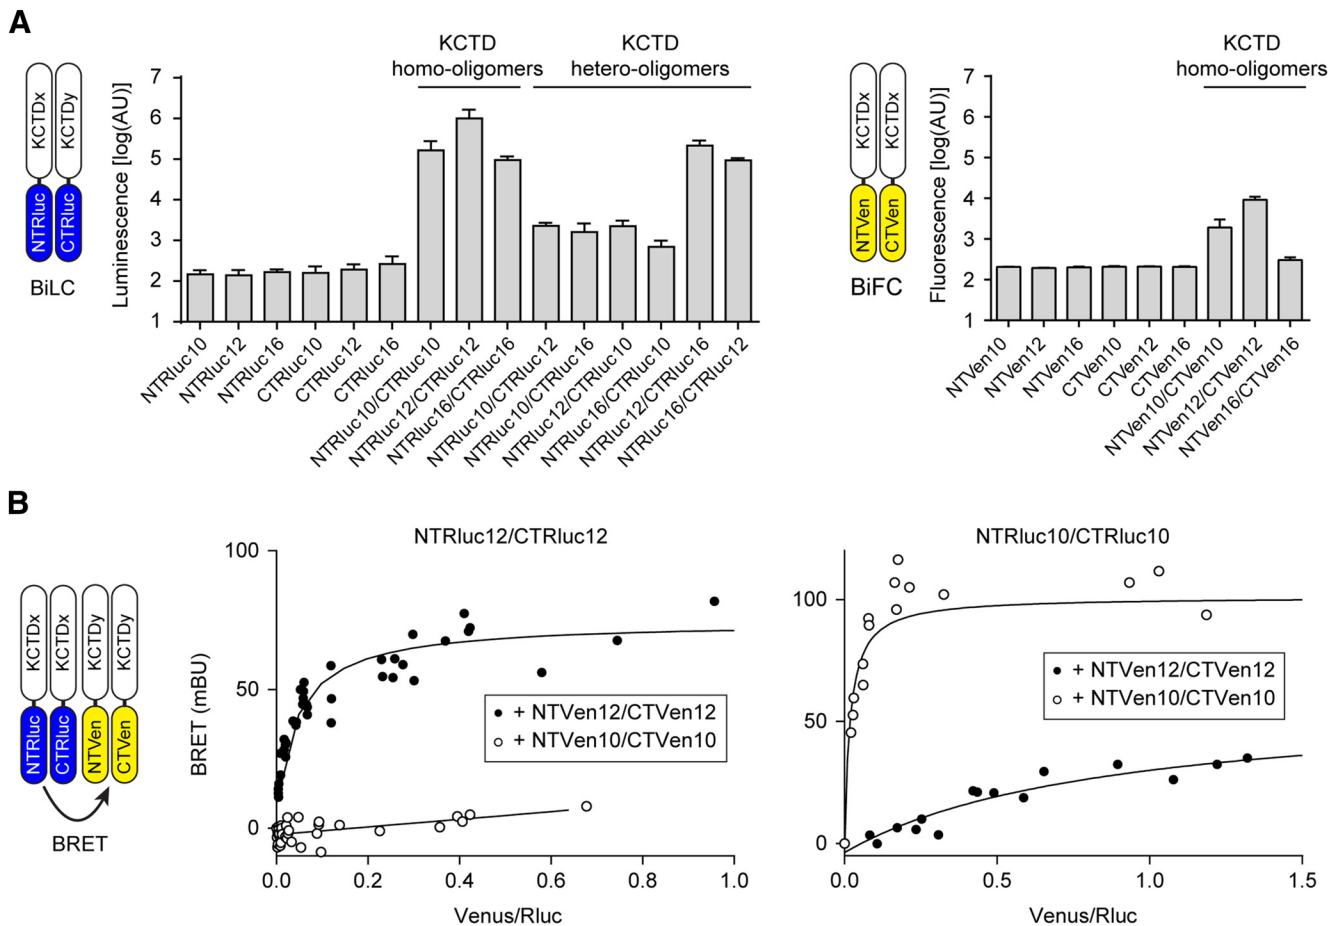 A
KCTDx
KCTDy
NTRluc
CTRluc
BiLC
KCTD
homo-oligomers
KCTD
hetero-oligomers
Luminescence [log(AU)]
7
6
5
4
3
2
1
NTRluc10
NTRluc12
NTRluc16
CTRluc10
CTRluc12
CTRluc16
NTRluc10/CTRluc10
NTRluc12/CTRluc12
NTRluc16/CTRluc16
NTRluc10/CTRluc12
NTRluc10/CTRluc16
NTRluc12/CTRluc10
NTRluc16/CTRluc10
NTRluc12/CTRluc16
NTRluc16/CTRluc12
KCTDx
KCTDx
NTVen
CTVen
BiFC
KCTD
homo-oligomers
Fluorescence [log(AU)]
7
6
5
4
3
2
1
NTVen10
NTVen12
NTVen16
CTVen10
CTVen12
CTVen16
NTVen10/CTVen10
NTVen12/CTVen12
NTVen16/CTVen16
B
KCTDx
KCTDx
KCTDy
KCTDy
NTRluc
CTRluc
NTVen
CTVen
BRET
NTRluc12/CTRluc12
BRET (mBU)
100
50
0
+ NTVen12/CTVen12
+ NTVen10/CTVen10
0.0
0.2
0.4
0.6
0.8
1.0
Venus/Rluc
NTRluc10/CTRluc10
100
50
0
+ NTVen12/CTVen12
+ NTVen10/CTVen10
0.0
0.5
1.0
1.5
Venus/Rluc